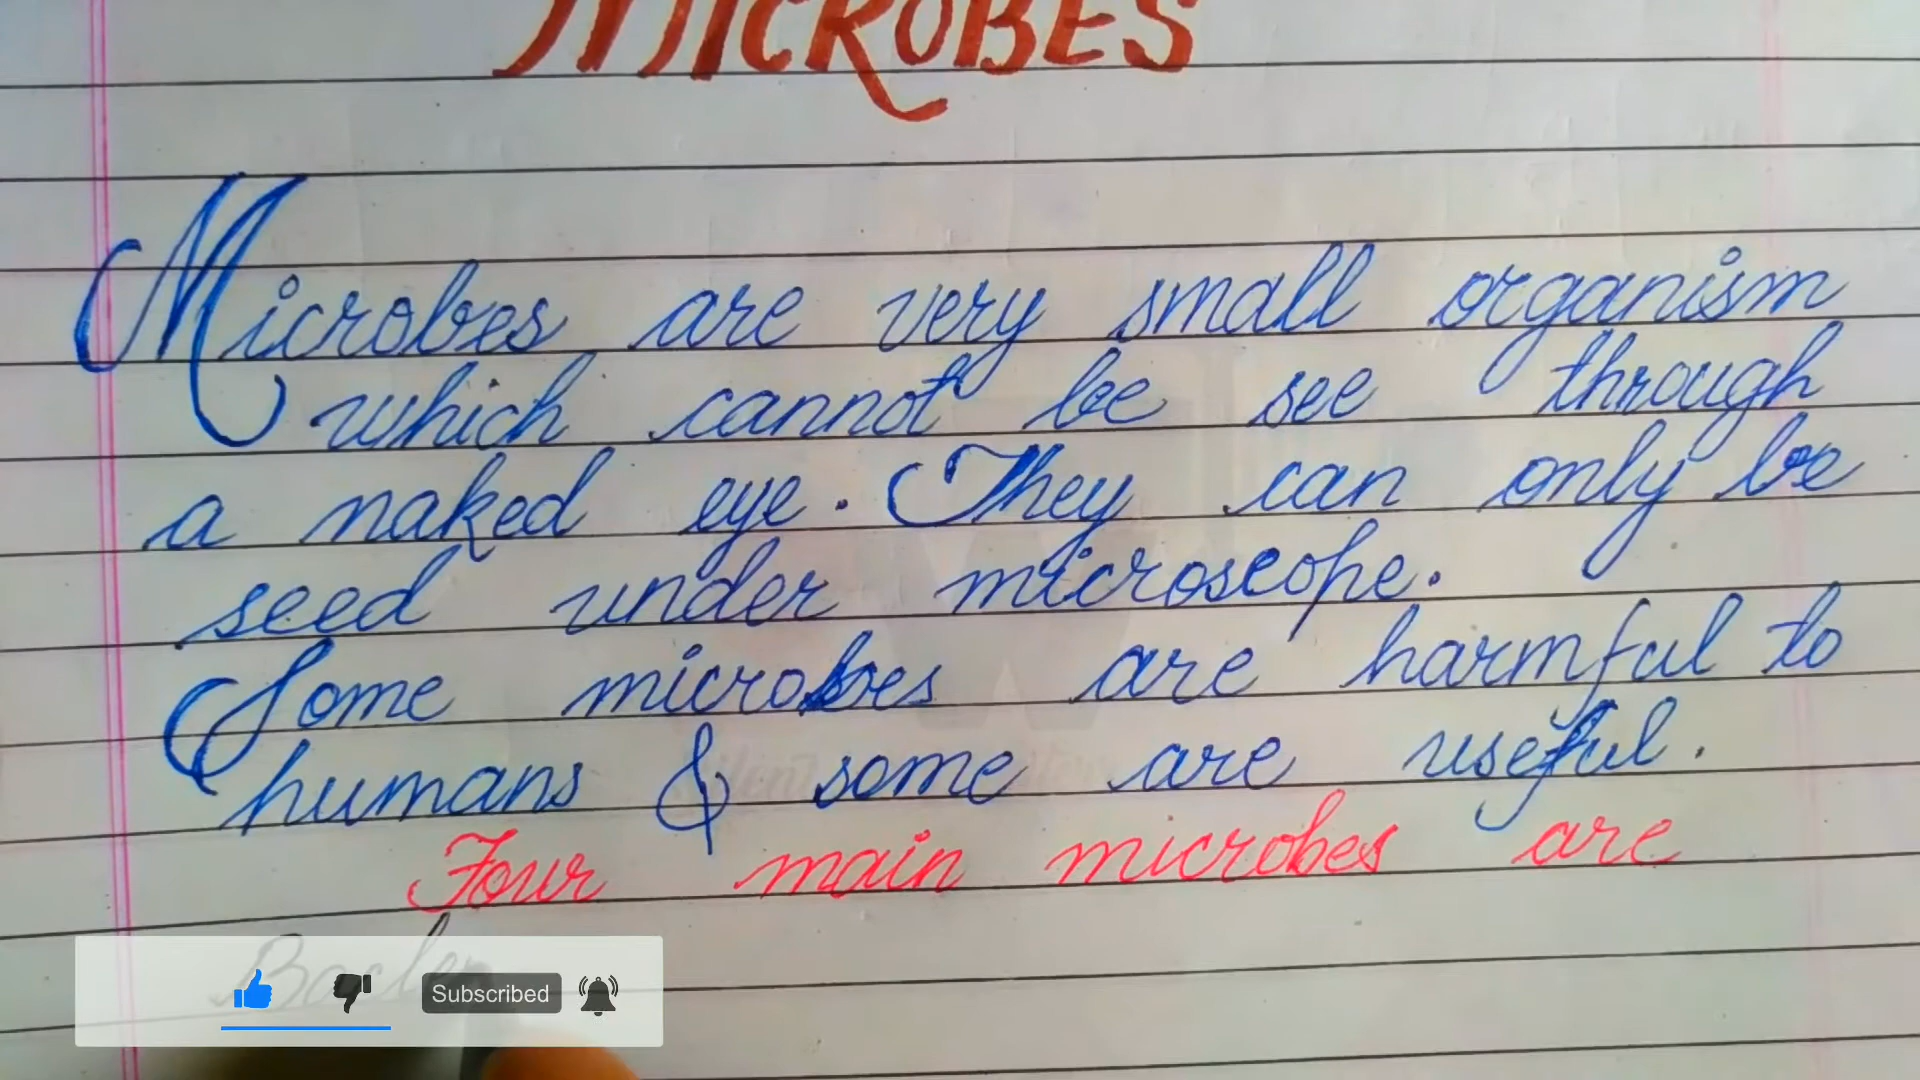 MICROBES
Microbes are very small organism
which cannot be see through
a naked eye. They can only be
seed under microscope.
Some microbes are harmful to
humans & some are useful.
Four main microbes are
Subscribed